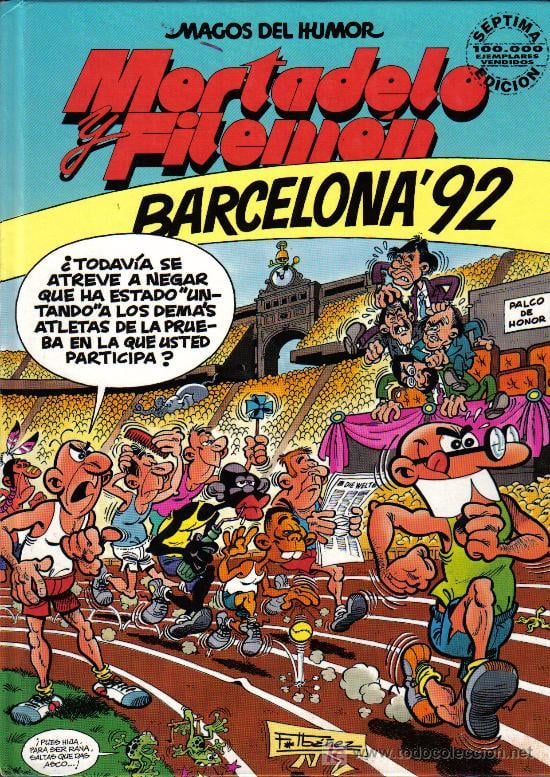 MAGOS DEL HUMOR
SÉPTIMA
100.000
EJEMPLARES
VENDIDOS
EDICIÓN
Mortadelo
y Filemón
BARCELONA'92
¿TODAVÍA SE
ATREVE A NEGAR
QUE HA ESTADO "UN-
TANDO" A LOS DEMÁS
ATLETAS DE LA PRUE-
BA EN LA QUE USTED
PARTICIPA?
PALCO
DE
HONOR
DIE WELT
¡PUES HIJA,
PARA SER RANA,
SALTAS QUE DAS
ASCO...!
F. Ibáñez
todocoleccion.net